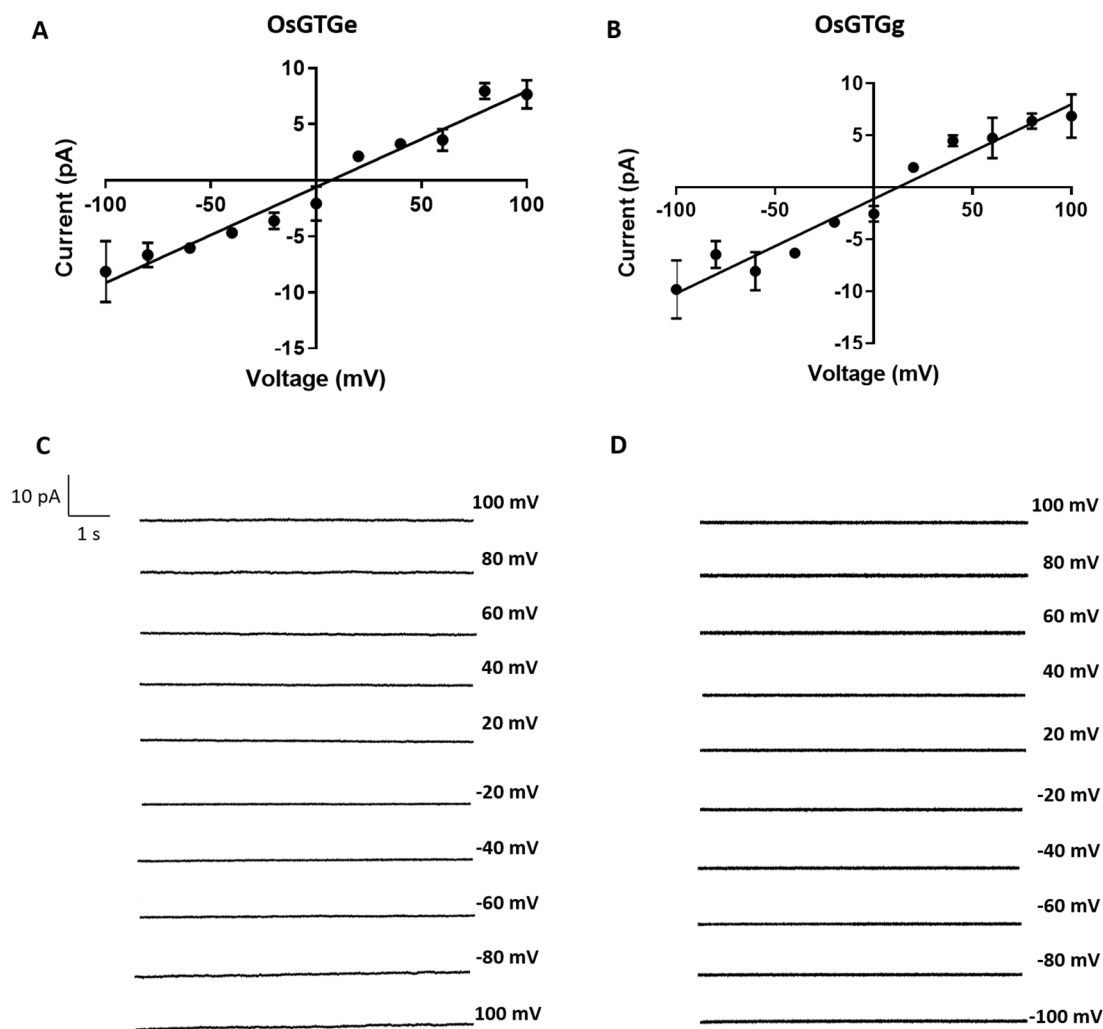 A
OsGTGe
10
5
-100
-50
50
100
-5
-10
-15
Current (pA)
Voltage (mV)
B
OsGTGg
10
5
-100
-50
50
100
-5
-10
-15
Current (pA)
Voltage (mV)
C
10 pA
1 s
100 mV
80 mV
60 mV
40 mV
20 mV
-20 mV
-40 mV
-60 mV
-80 mV
100 mV
D
100 mV
80 mV
60 mV
40 mV
20 mV
-20 mV
-40 mV
-60 mV
-80 mV
-100 mV